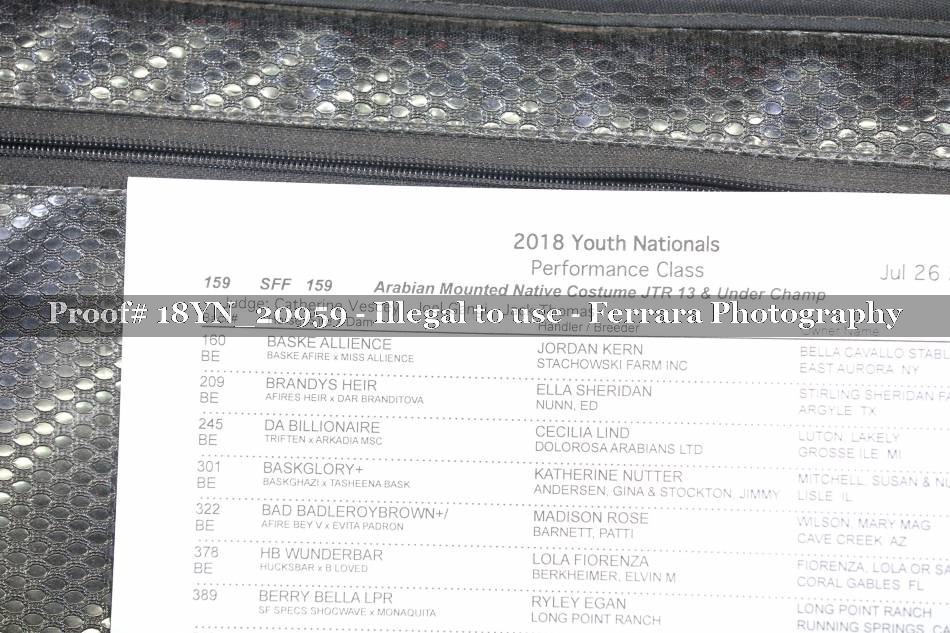 2018 Youth Nationals
Performance Class
Jul 26
159 SFF 159 Arabian Mounted Native Costume JTR 13 & Under Champ
Judge: Catherine
Proof# 18YN_20959 - Illegal to use - Ferrara Photography
Dam Handler / Breeder Owner Name
160 BASKE ALLIENCE JORDAN KERN BELLA CAVALLO
BE BASKE AFIRE x MISS ALLIENCE STACHOWSKI FARM INC EAST AURORA NY
209 BRANDYS HEIR ELLA SHERIDAN STIRLING SHERIDAN
BE AFIRES HEIR x DAR BRANDITOVA NUNN, ED ARGYLE TX
245 DA BILLIONAIRE CECILIA LIND LUTON LAKELY
BE TRIFTEN x ARKADIA MSC DOLOROSA ARABIANS LTD GROSSE ILE MI
301 BASKGLORY+ KATHERINE NUTTER MITCHELL, SUSAN & NU
BE BASKGHAZI x TASHEENA BASK ANDERSEN, GINA & STOCKTON, JIMMY LISLE IL
322 BAD BADLEROYBROWN+/ MADISON ROSE WILSON, MARY MAG
BE AFIRE BEY V x EVITA PADRON BARNETT, PATTI CAVE CREEK AZ
378 HB WUNDERBAR LOLA FIORENZA FIORENZA, LOLA OR SA
BE HUCKSBAR x B LOVED BERKHEIMER, ELVIN M CORAL GABLES FL
389 BERRY BELLA LPR RYLEY EGAN LONG POINT RANCH
SF SPECS SHOCWAVE x MONAQUITA LONG POINT RANCH RUNNING SPRINGS, CA